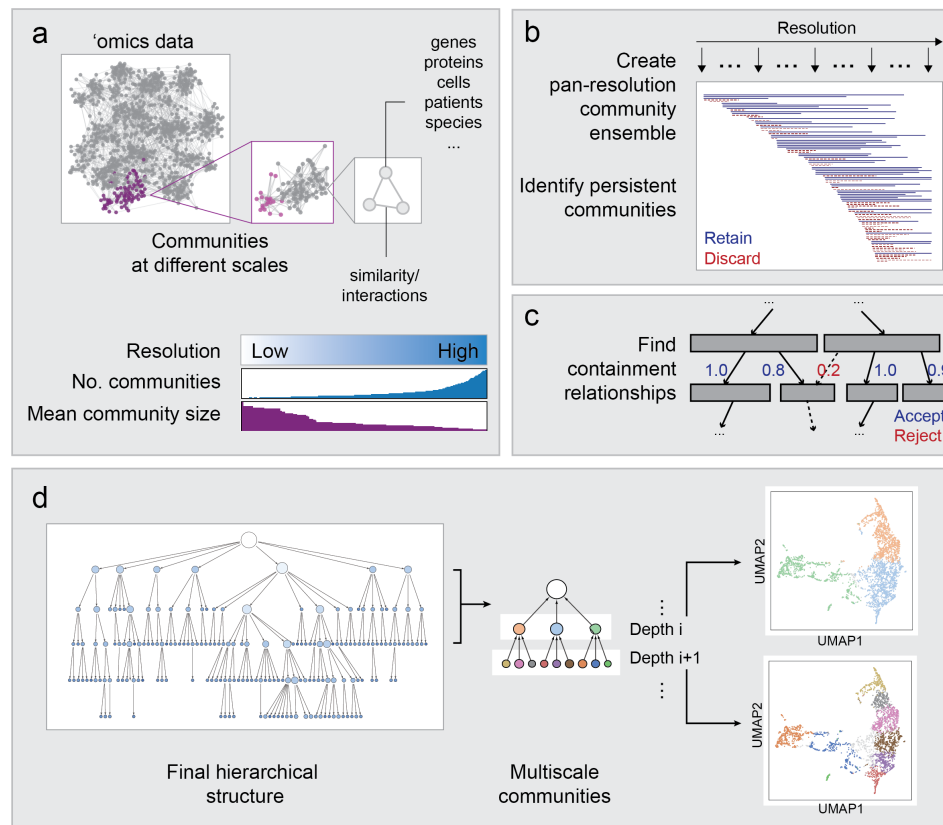 a
‘omics data
genes
proteins
cells
patients
species
...
Communities
at different scales
similarity/
interactions
Resolution
Low
High
No. communities
Mean community size
b
Resolution
... ... ... ...
Create
pan-resolution
community
ensemble
Identify persistent
communities
Retain
Discard
c
Find
containment
relationships
... ...
1.0 0.8 0.2 1.0 0.9
Accept
Reject
... ...
d
Final hierarchical
structure
Multiscale
communities
...
Depth i
Depth i+1
...
UMAP2
UMAP1
UMAP2
UMAP1